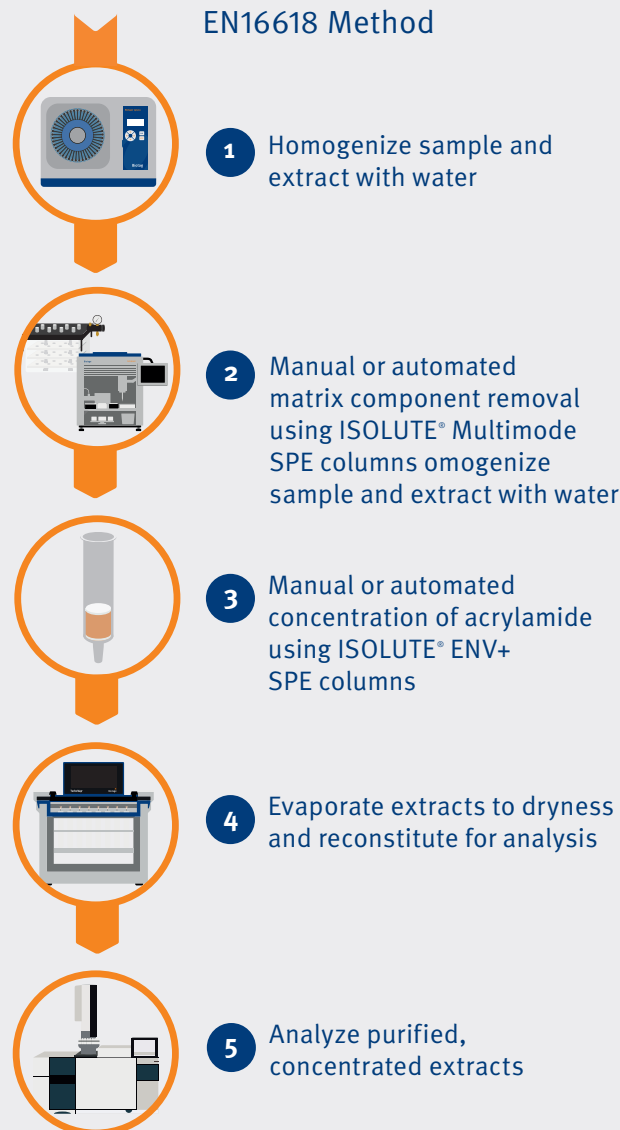 EN16618 Method
1
Homogenize sample and
extract with water
2
Manual or automated
matrix component removal
using ISOLUTE® Multimode
SPE columns omogenize
sample and extract with water
3
Manual or automated
concentration of acrylamide
using ISOLUTE® ENV+
SPE columns
4
Evaporate extracts to dryness
and reconstitute for analysis
5
Analyze purified,
concentrated extracts